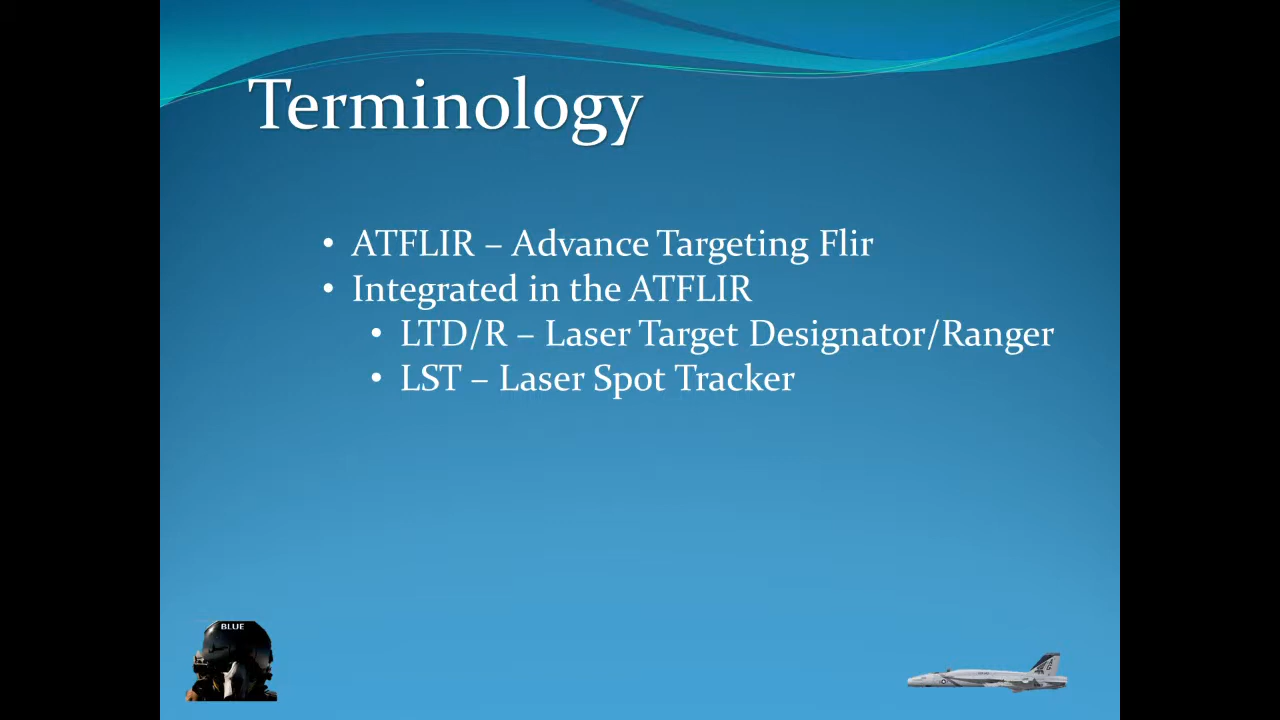 Terminology
• ATFLIR – Advance Targeting Flir
• Integrated in the ATFLIR
• LTD/R – Laser Target Designator/Ranger
• LST – Laser Spot Tracker
BLUE